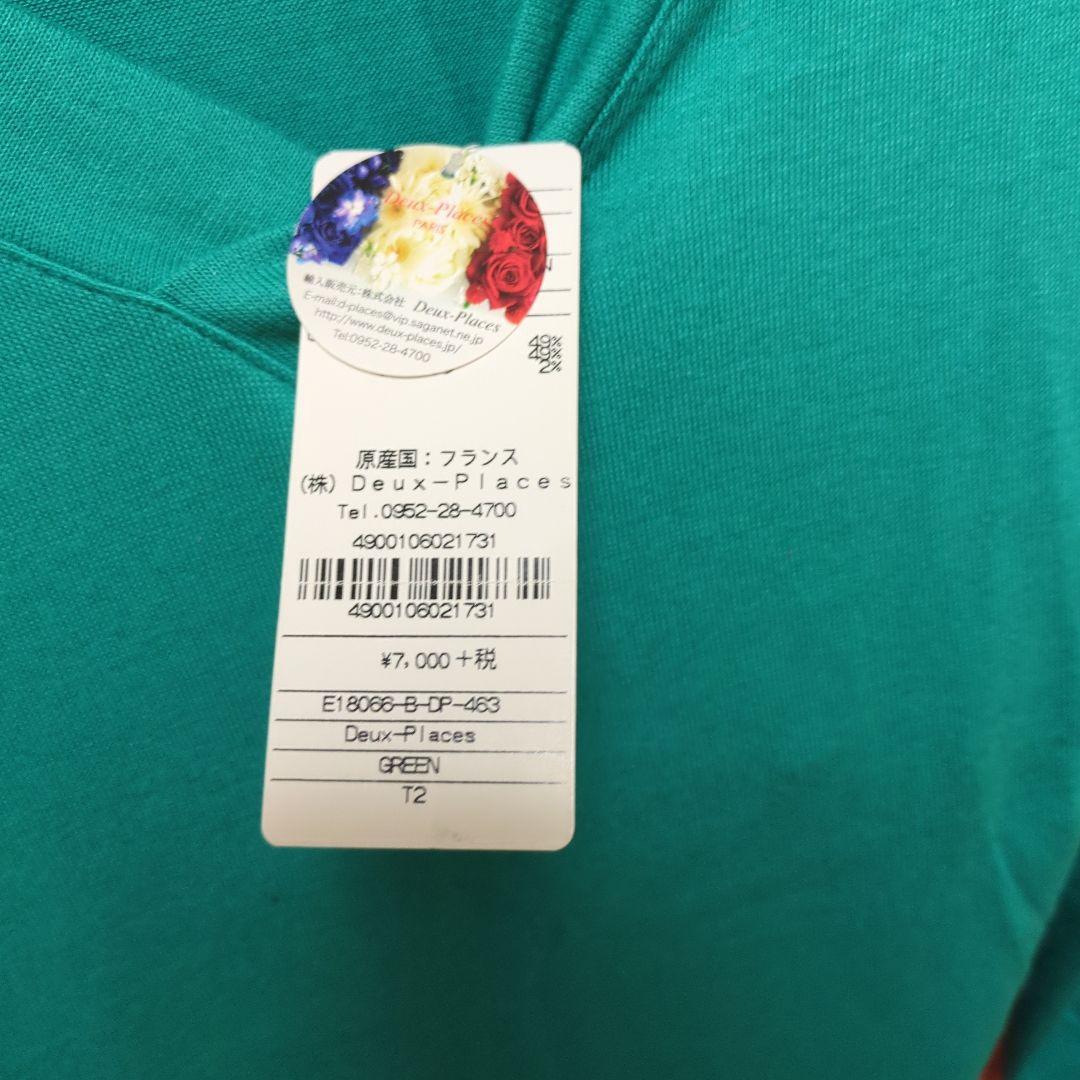 Deux-Places
PARIS
輸入販売元：株式会社 Deux-Places
E-mail:d-places@vip.saganet.ne.jp
http://www.deux-places.jp/
Tel:0952-28-4700
N
49%
49%
2%
原産国：フランス
(株) Deux-Places
Tel.0952-28-4700
4900106021731
4900106021731
¥7,000+税
E18066-B-DP-463
Deux-Places
GREEN
T2